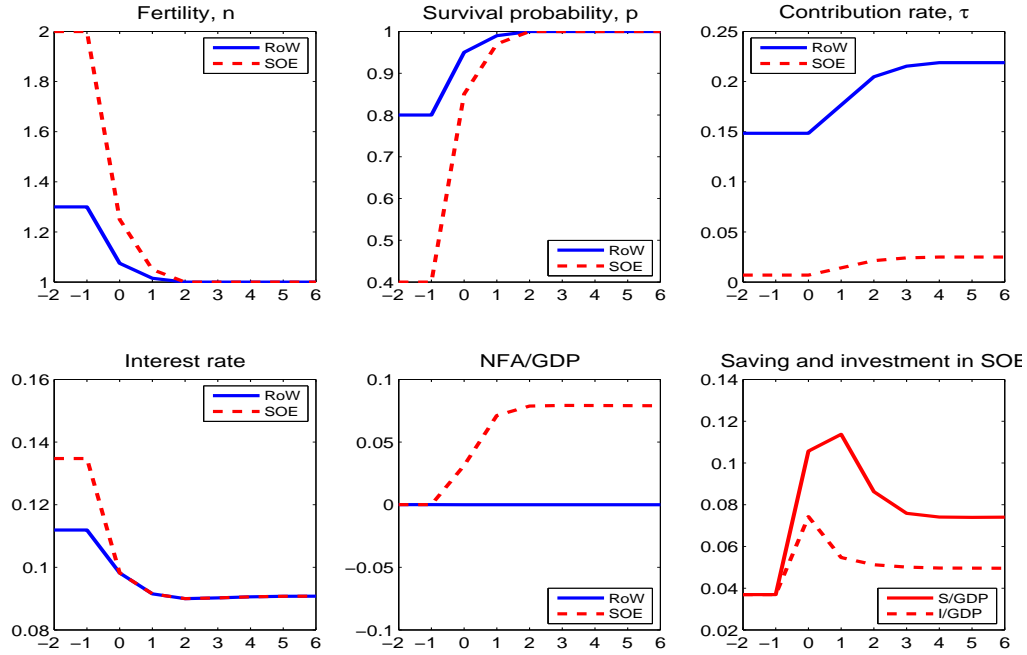 Fertility, n
2
1.8
1.6
1.4
1.2
1
−2 −1 0 1 2 3 4 5 6
RoW
SOE
Survival probability, p
1
0.9
0.8
0.7
0.6
0.5
0.4
−2 −1 0 1 2 3 4 5 6
RoW
SOE
Contribution rate, τ
0.25
0.2
0.15
0.1
0.05
0
−2 −1 0 1 2 3 4 5 6
RoW
SOE
Interest rate
0.16
0.14
0.12
0.1
0.08
−2 −1 0 1 2 3 4 5 6
RoW
SOE
NFA/GDP
0.1
0.05
0
−0.05
−0.1
−2 −1 0 1 2 3 4 5 6
RoW
SOE
Saving and investment in SOE
0.14
0.12
0.1
0.08
0.06
0.04
0.02
−2 −1 0 1 2 3 4 5 6
S/GDP
I/GDP